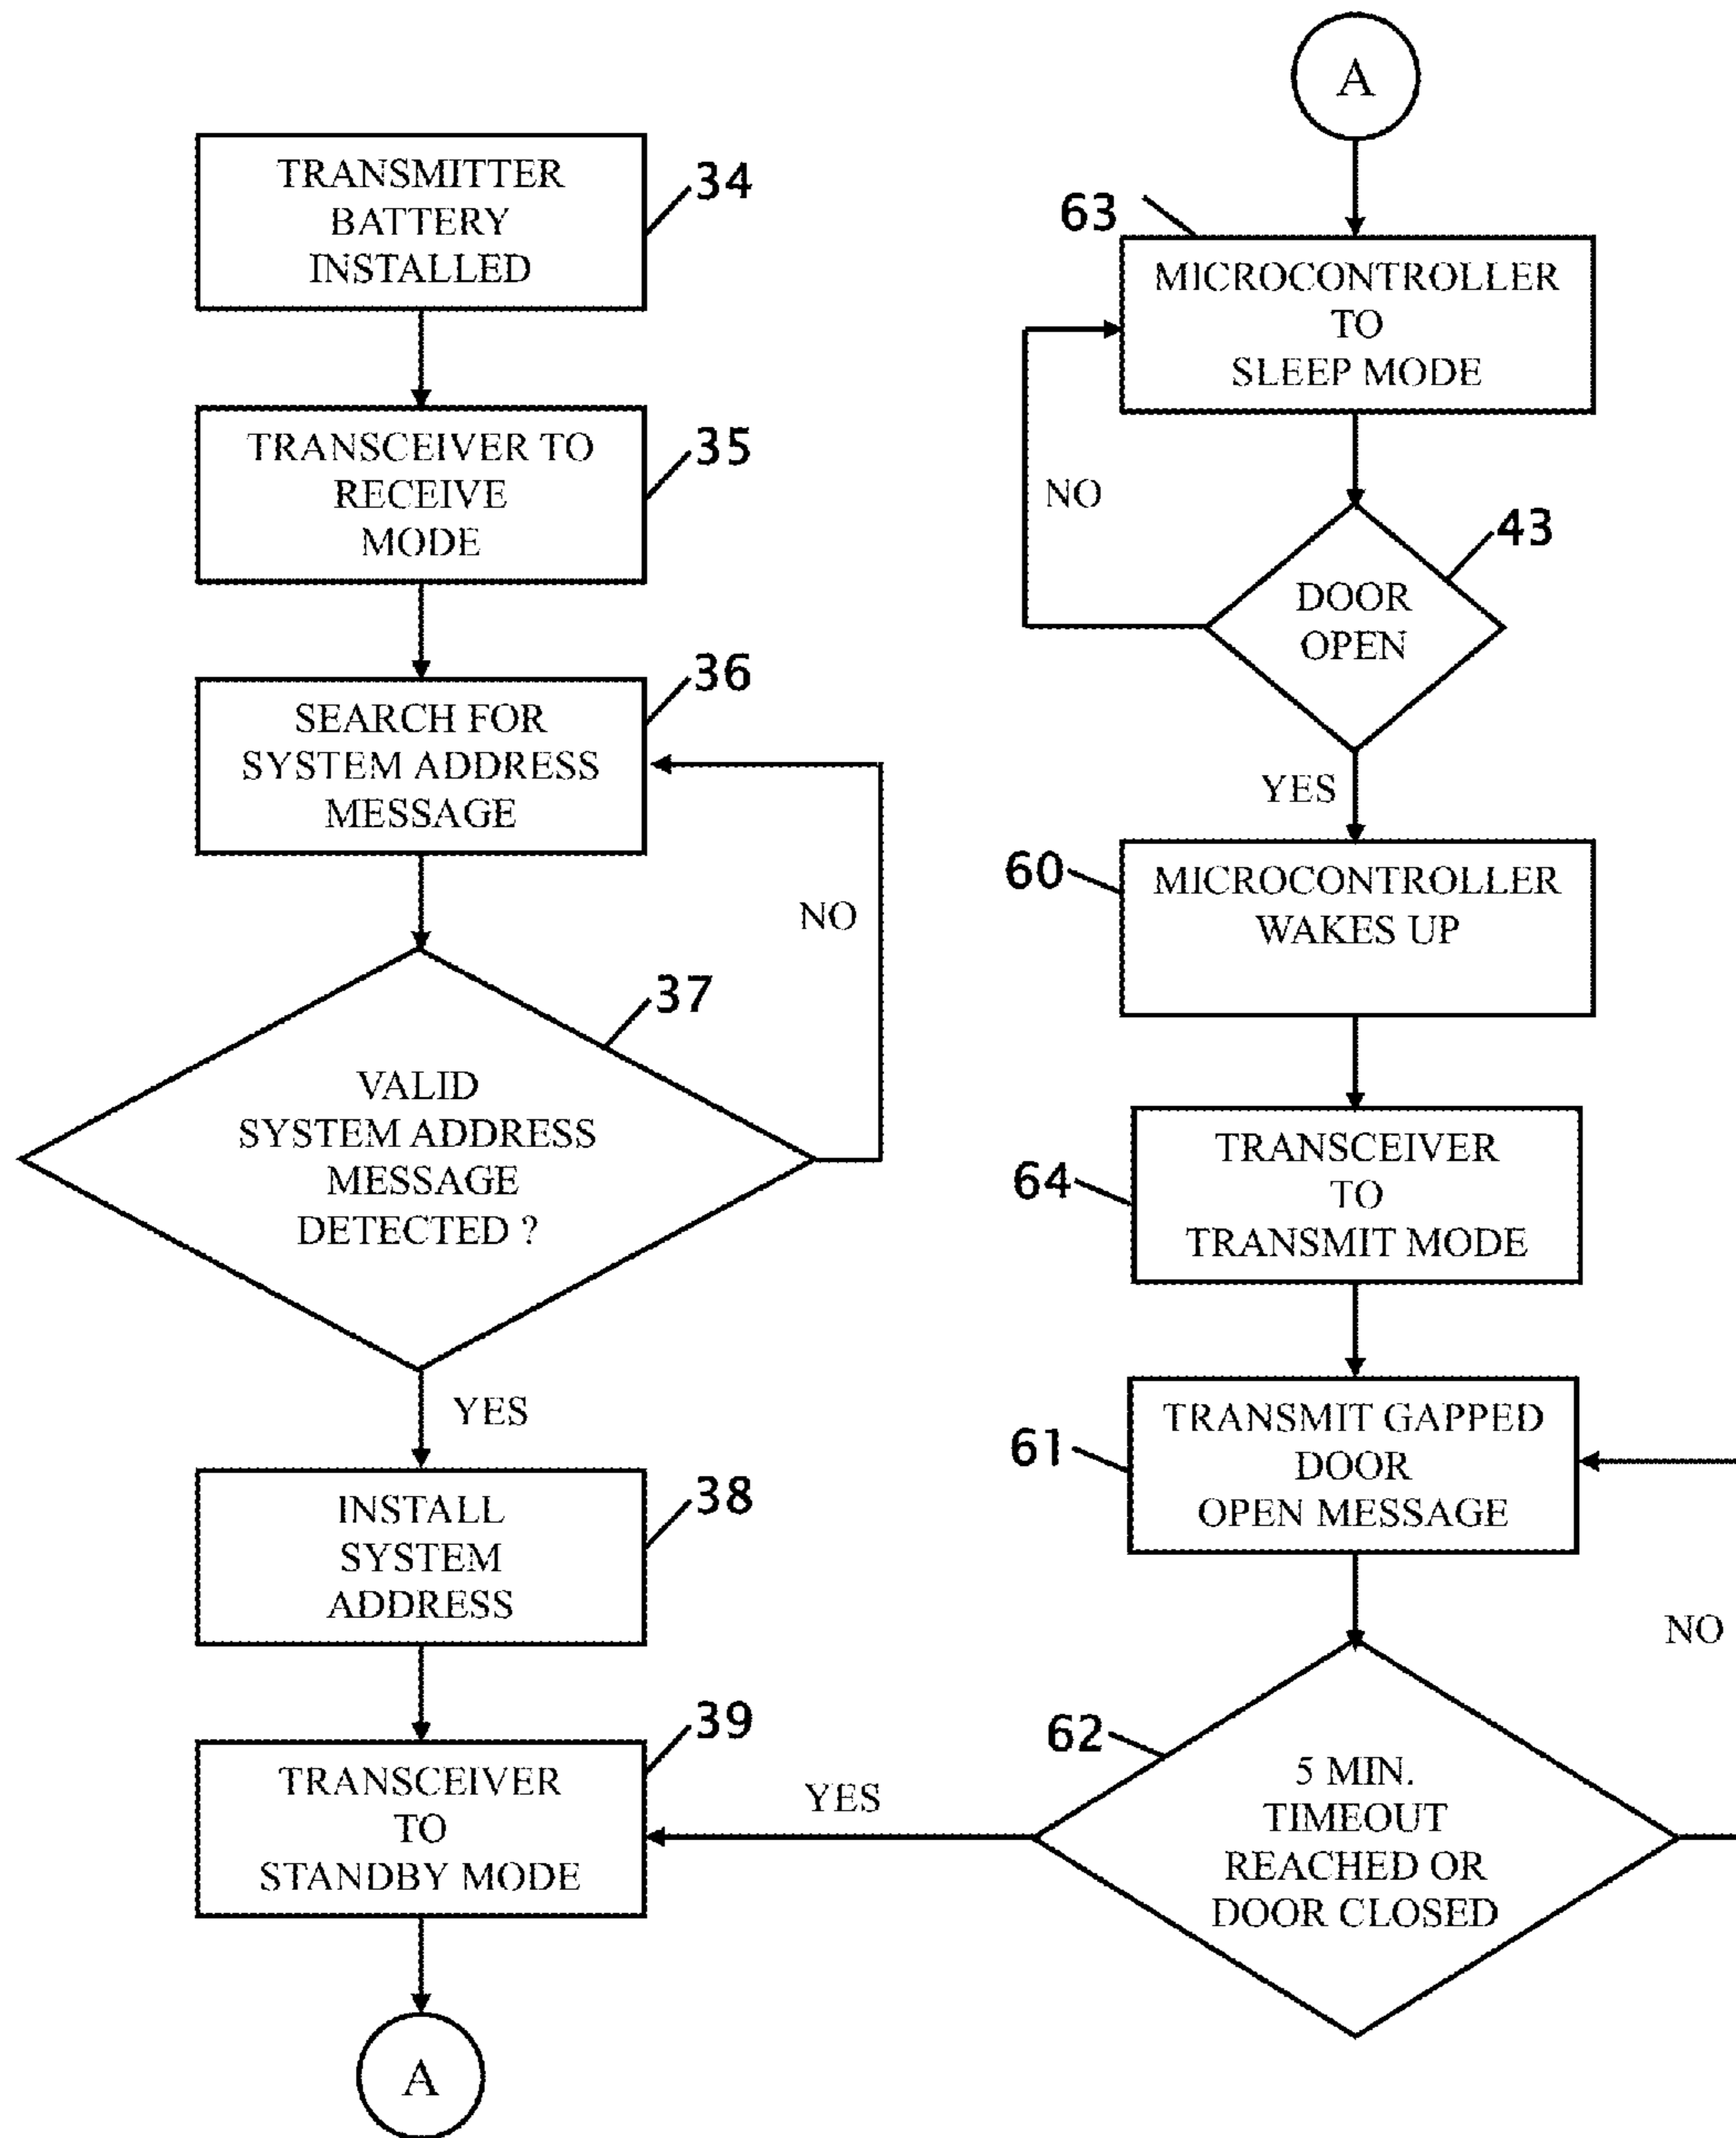 TRANSMITTER
BATTERY
INSTALLED
34
TRANSCEIVER TO
RECEIVE
MODE
35
SEARCH FOR
SYSTEM ADDRESS
MESSAGE
36
NO
VALID
SYSTEM ADDRESS
MESSAGE
DETECTED ?
37
YES
INSTALL
SYSTEM
ADDRESS
38
TRANSCEIVER
TO
STANDBY MODE
39
A
A
63
MICROCONTROLLER
TO
SLEEP MODE
NO
43
DOOR
OPEN
YES
60
MICROCONTROLLER
WAKES UP
64
TRANSCEIVER
TO
TRANSMIT MODE
61
TRANSMIT GAPPED
DOOR
OPEN MESSAGE
NO
62
5 MIN.
TIMEOUT
REACHED OR
DOOR CLOSED
YES